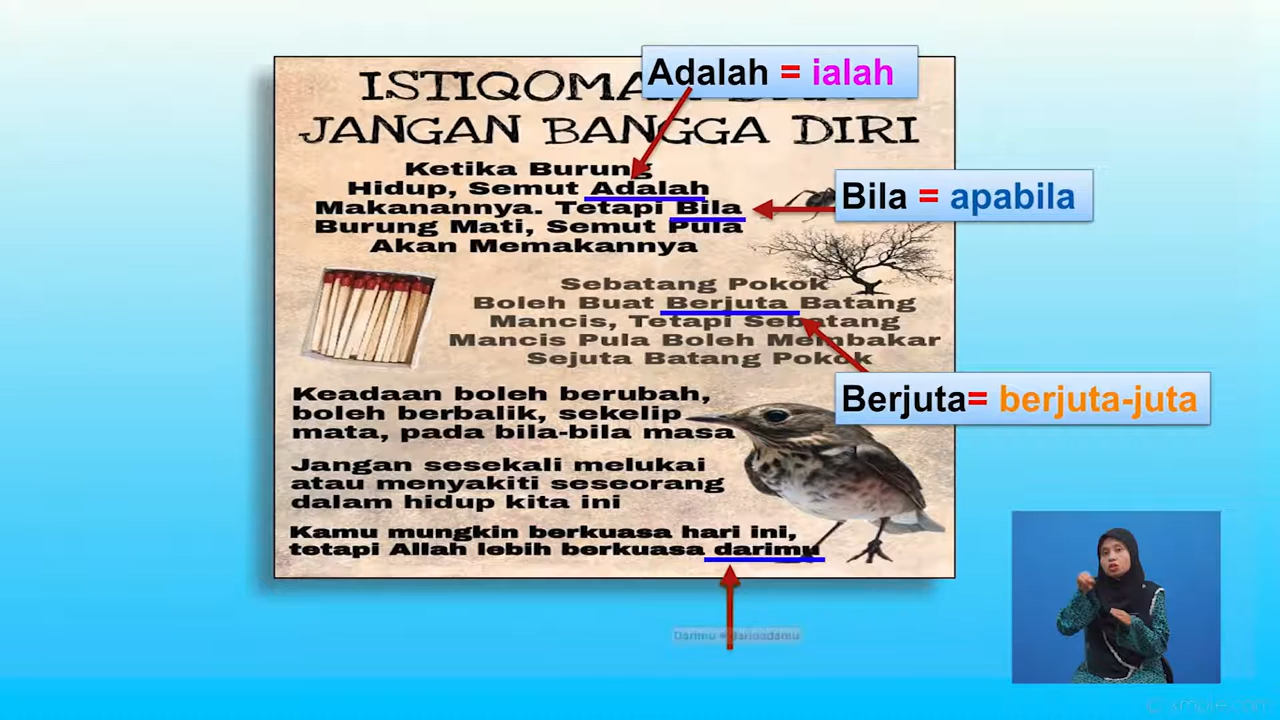 ISTIQOMAH DAN
JANGAN BANGGA DIRI
Adalah = ialah
Ketika Burung
Hidup, Semut Adalah
Makanannya. Tetapi Bila
Burung Mati, Semut Pula
Akan Memakannya
Bila = apabila
Sebatang Pokok
Boleh Buat Berjuta Batang
Mancis, Tetapi Sebatang
Mancis Pula Boleh Membakar
Sejuta Batang Pokok
Berjuta= berjuta-juta
Keadaan boleh berubah,
boleh berbalik, sekelip
mata, pada bila-bila masa
Jangan sesekali melukai
atau menyakiti seseorang
dalam hidup kita ini
Kamu mungkin berkuasa hari ini,
tetapi Allah lebih berkuasa darimu
Darimu = daripadamu